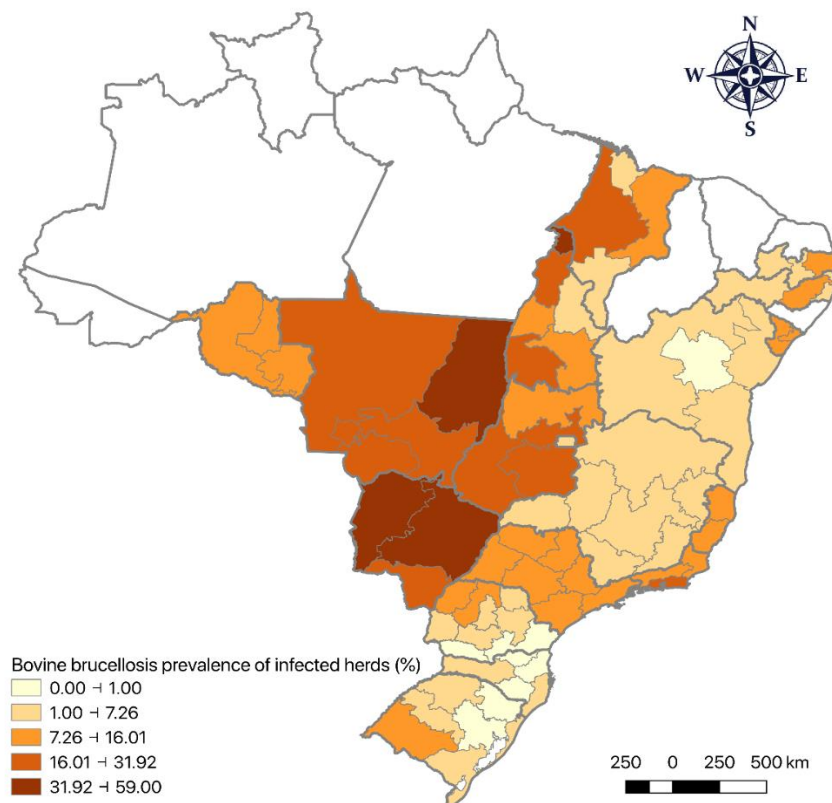 N
W E
S
Bovine brucellosis prevalence of infected herds (%)
0.00 ⊣ 1.00
1.00 ⊣ 7.26
7.26 ⊣ 16.01
16.01 ⊣ 31.92
31.92 ⊣ 59.00
250 0 250 500 km